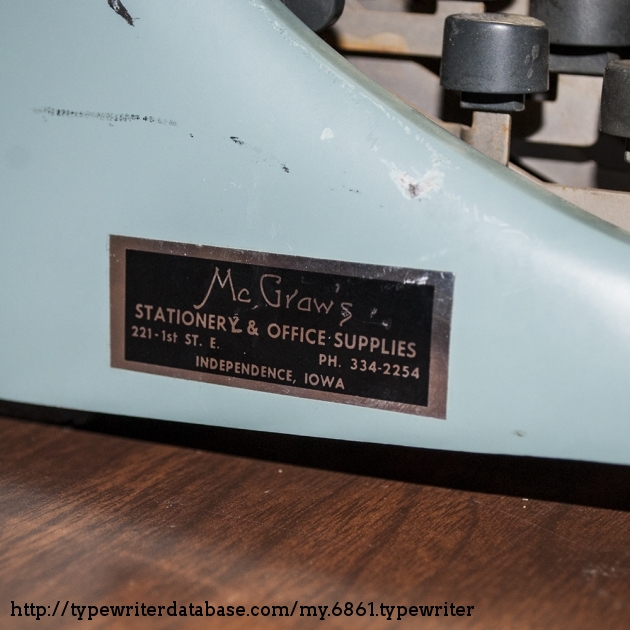 Mc Graw's
STATIONERY & OFFICE SUPPLIES
221-1st ST. E. PH. 334-2254
INDEPENDENCE, IOWA
http://typewriterdatabase.com/my.6861.typewriter